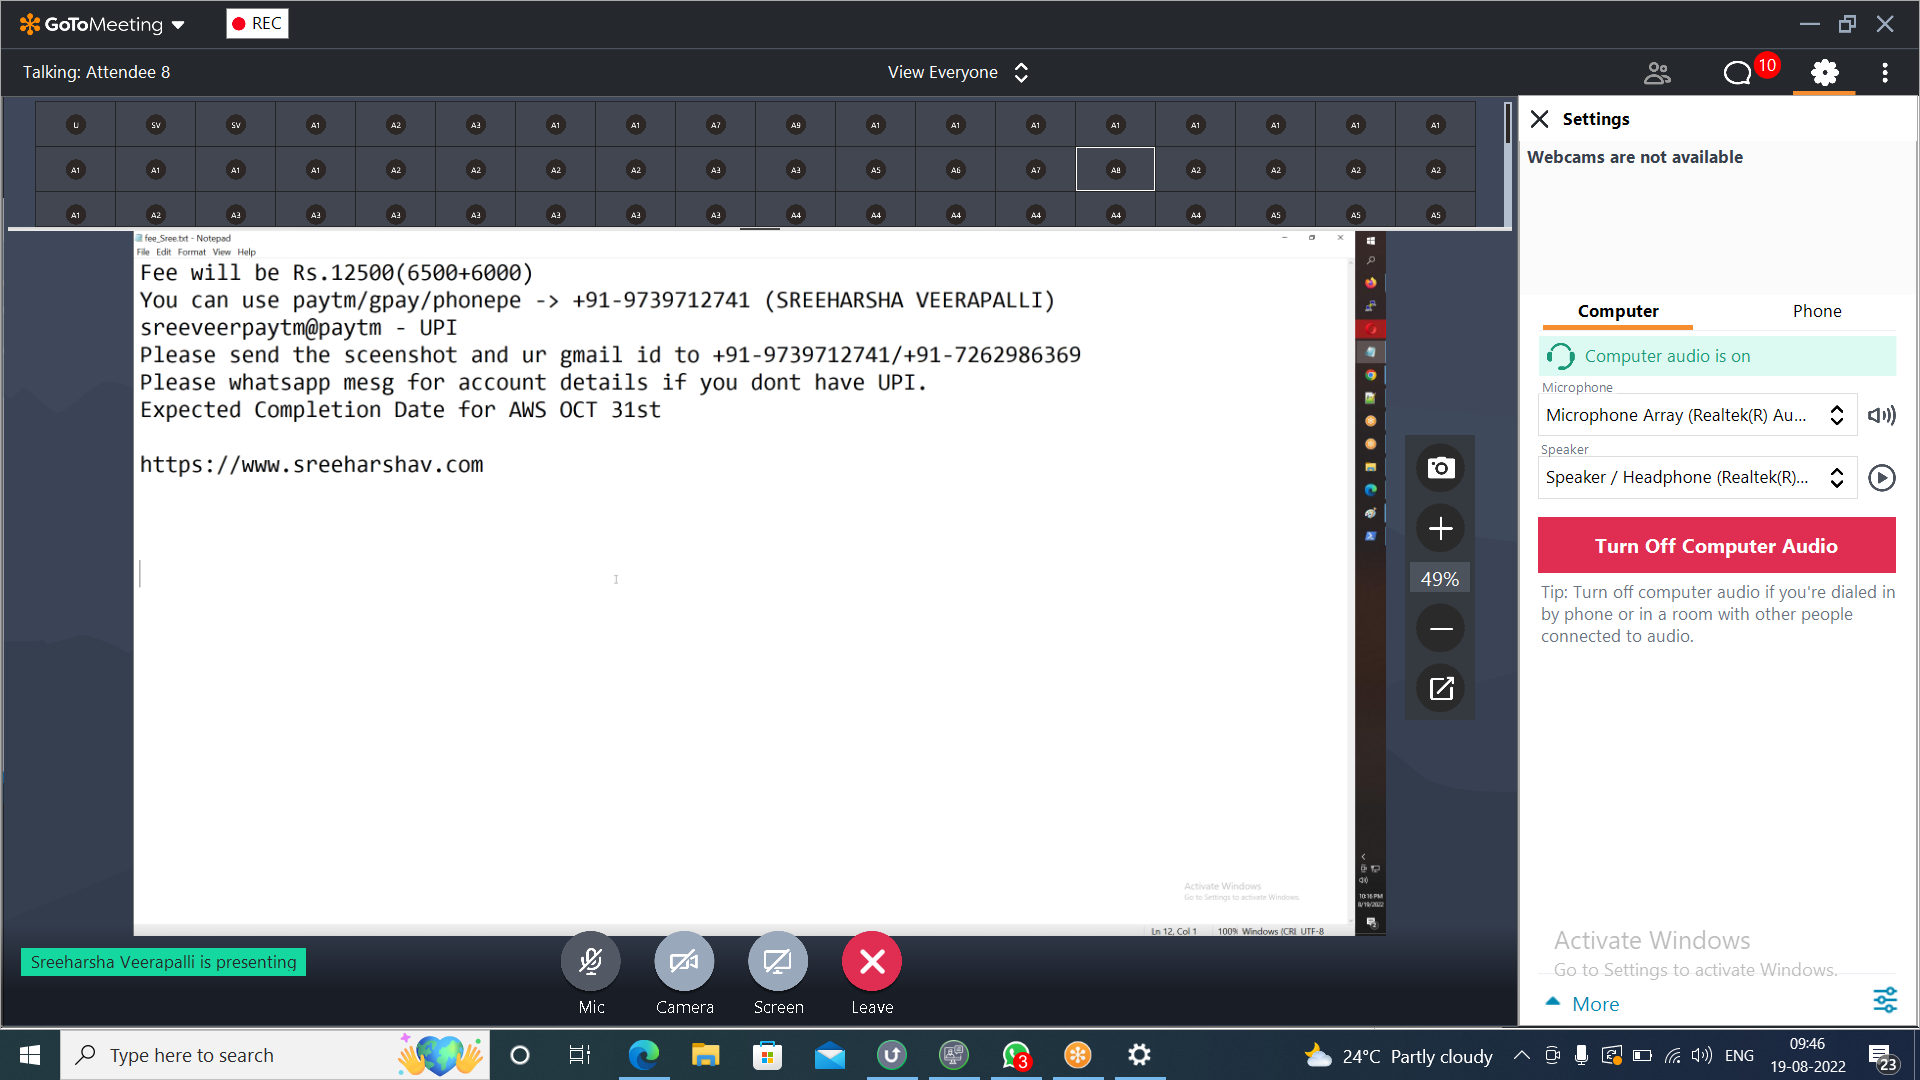 GoToMeeting
REC
Talking: Attendee 8
View Everyone
10
U SV SV A1 A2 A3 A1 A1 A7 A9 A1 A1 A1 A1 A1 A1 A1 A1
A1 A1 A1 A1 A2 A2 A2 A2 A3 A3 A5 A6 A7 A8 A2 A2 A2 A2
A1 A2 A3 A3 A3 A3 A3 A3 A3 A4 A4 A4 A4 A4 A4 A5 A5 A5
fee_Sree.txt - Notepad
File Edit Format View Help
Fee will be Rs.12500(6500+6000)
You can use paytm/gpay/phonepe -> +91-9739712741 (SREEHARSHA VEERAPALLI)
sreeveerpaytm@paytm - UPI
Please send the sceenshot and ur gmail id to +91-9739712741/+91-7262986369
Please whatsapp mesg for account details if you dont have UPI.
Expected Completion Date for AWS OCT 31st
https://www.sreeharshav.com
Activate Windows
Go to Settings to activate Windows.
Ln 12, Col 1 100% Windows (CRL UTF-8
10:16 PM
8/19/2022
49%
Sreeharsha Veerapalli is presenting
Mic
Camera
Screen
Leave
Settings
Webcams are not available
Computer
Phone
Computer audio is on
Microphone
Microphone Array (Realtek(R) Au...
Speaker
Speaker / Headphone (Realtek(R)...
Turn Off Computer Audio
Tip: Turn off computer audio if you're dialed in
by phone or in a room with other people
connected to audio.
Activate Windows
Go to Settings to activate Windows.
More
Type here to search
3
24°C Partly cloudy
ENG
09:46
19-08-2022
23